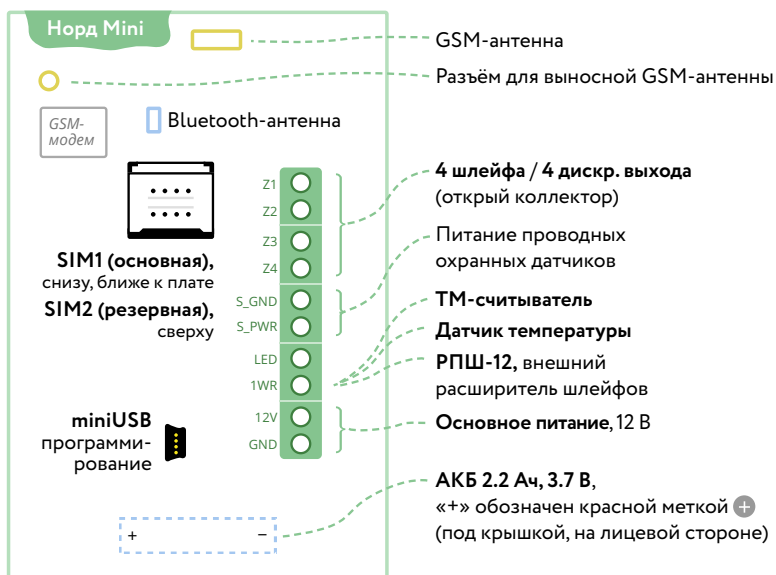 Норд Mini
GSM-антенна
Разъём для выносной GSM-антенны
GSM-
модем
Bluetooth-антенна
SIM1 (основная),
снизу, ближе к плате
SIM2 (резервная),
сверху
miniUSB
программи-
рование
Z1
Z2
Z3
Z4
S_GND
S_PWR
LED
1WR
12V
GND
4 шлейфа / 4 дискр. выхода
(открытый коллектор)
Питание проводных
охранных датчиков
ТМ-считыватель
Датчик температуры
РПШ-12, внешний
расширитель шлейфов
Основное питание, 12 В
АКБ 2.2 Ач, 3.7 В,
«+» обозначен красной меткой +
(под крышкой, на лицевой стороне)
+ −